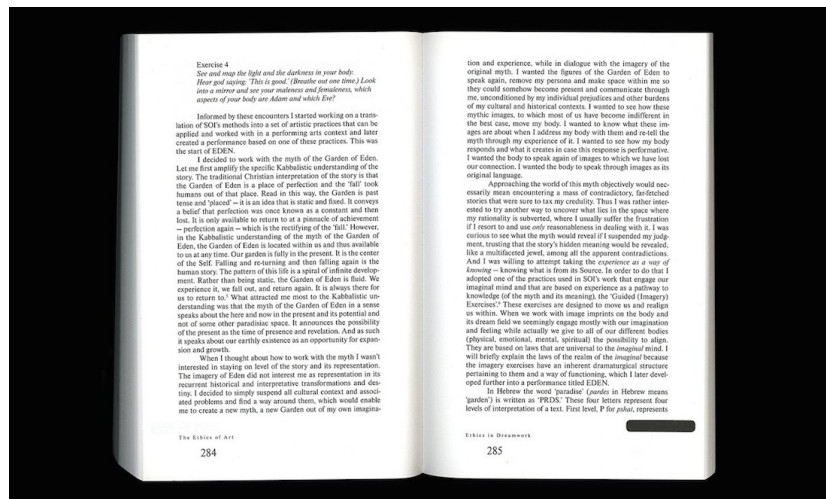 Exercise 4
See and map the light and the darkness in your body.
Hear god saying: 'This is good.' (Breathe out one time.) Look
into a mirror and see your maleness and femaleness, which
aspects of your body are Adam and which Eve?
Informed by these encounters I started working on a trans-
lation of SOI's methods into a set of artistic practices that can be
applied and worked with in a performing arts context and later
created a performance based on one of these practices. This was
the start of EDEN.
I decided to work with the myth of the Garden of Eden.
Let me first amplify the specific Kabbalistic understanding of the
story. The traditional Christian interpretation of the story is that
the Garden of Eden is a place of perfection and the 'fall' took
humans out of that place. Read in this way, the Garden is past
tense and 'placed' – it is an idea that is static and fixed. It conveys
a belief that perfection was once known as a constant and then
lost. It is only available to return to at a pinnacle of achievement
– perfection again – which is the rectifying of the 'fall.' However,
in the Kabbalistic understanding of the myth of the Garden of
Eden, the Garden of Eden is located within us and thus available
to us at any time. Our garden is fully in the present. It is the center
of the Self. Falling and re-turning and then falling again is the
human story. The pattern of this life is a spiral of infinite develop-
ment. Rather than being static, the Garden of Eden is fluid. We
experience it, we fall out, and return again. It is always there for
us to return to. What attracted me most to the Kabbalistic un-
derstanding was that the myth of the Garden of Eden in a sense
speaks about the here and now in the present and its potential and
not of some other paradisiac space. It announces the possibility
of the present as the time of presence and revelation. And as such
it speaks about our earthly existence as an opportunity for expan-
sion and growth.
When I thought about how to work with the myth I wasn't
interested in staying on level of the story and its representation.
The imagery of Eden did not interest me as representation in its
recurrent historical and interpretative transformations and des-
tiny. I decided to simply suspend all cultural context and associ-
ated problems and find a way around them, which would enable
me to create a new myth, a new Garden out of my own imagina-
The Ethics of Art
284
tion and experience, while in dialogue with the imagery of the
original myth. I wanted the figures of the Garden of Eden to
speak again, remove my persona and make space within me so
they could somehow become present and communicate through
me, unconditioned by my individual prejudices and other burdens
of my cultural and historical contexts. I wanted to see how these
mythic images, to which most of us have become indifferent in
the best case, move my body. I wanted to know what these im-
ages are about when I address my body with them and re-tell the
myth through my experience of it. I wanted to see how my body
responds and what it creates in case this response is performative.
I wanted the body to speak again of images to which we have lost
our connection. I wanted the body to speak through images as its
original language.
Approaching the world of this myth objectively would nec-
essarily mean encountering a mass of contradictory, far-fetched
stories that were sure to tax my credulity. Thus I was rather inter-
ested to try another way to uncover what lies in the space where
my rationality is subverted, where I usually suffer the frustration
if I resort to and use only reasonableness in dealing with it. I was
curious to see what the myth would reveal if I suspended my judg-
ment, trusting that the story's hidden meaning would be revealed,
like a multifaceted jewel, among all the apparent contradictions.
And I was willing to attempt taking the experience as a way of
knowing – knowing what is from its Source. In order to do that I
adopted one of the practices used in SOI's work that engage our
imaginal mind and that are based on experience as a pathway to
knowledge (of the myth and its meaning), the 'Guided (Imagery)
Exercises'. These exercises are designed to move us and realign
us within. When we work with image imprints on the body and
its dream field we seemingly engage mostly with our imagination
and feeling while actually we give to all of our different bodies
(physical, emotional, mental, spiritual) the possibility to align.
They are based on laws that are universal to the imaginal mind. I
will briefly explain the laws of the realm of the imaginal because
the imagery exercises have an inherent dramaturgical structure
pertaining to them and a way of functioning, which I later devel-
oped further into a performance titled EDEN.
In Hebrew the word 'paradise' (pardes in Hebrew means
'garden') is written as 'PRDS.' These four letters represent four
levels of interpretation of a text. First level, P for pshat, represents
Ethics in Dreamwork
285